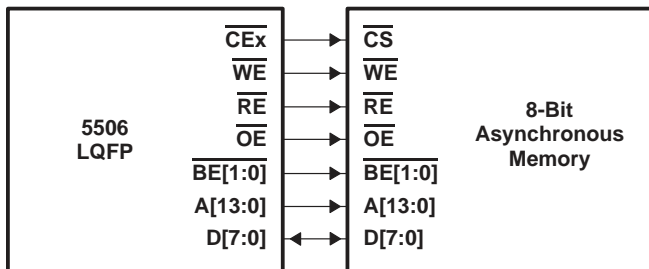 5506
LQFP
CEx
WE
RE
OE
BE[1:0]
A[13:0]
D[7:0]
CS
WE
RE
OE
BE[1:0]
A[13:0]
D[7:0]
8-Bit
Asynchronous
Memory